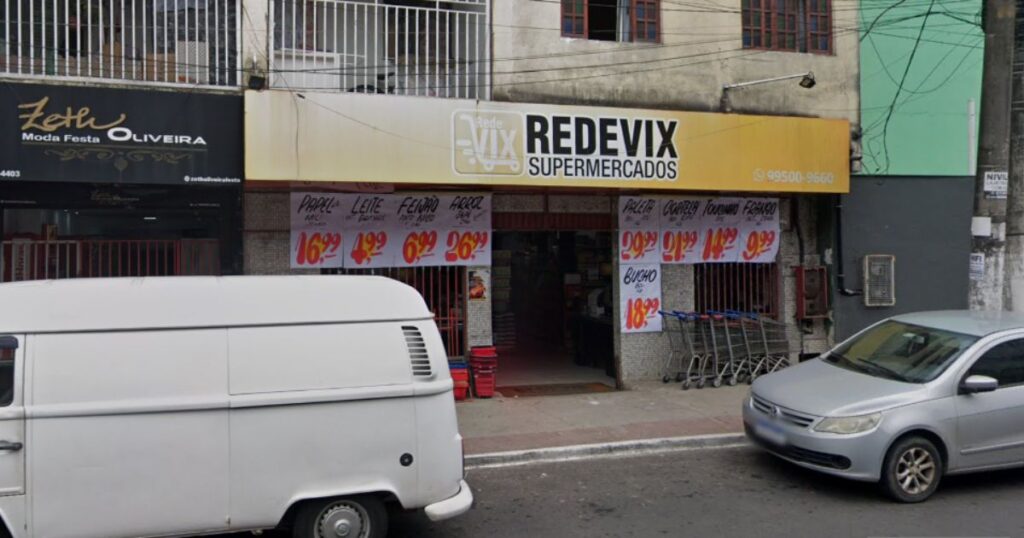 Zeth
Moda Festa OLIVEIRA
4403
zetholiveirafesta
Rede
VIX
REDEVIX
SUPERMERCADOS
99500-9660
PAPEL
16,99
LEITE
4,99
FEIJÃO
6,99
ARROZ
26,99
PALETA
29,99
21,99
TOUCINHO
14,99
FRANGO
9,99
BUCHO
18,99
NIVIL